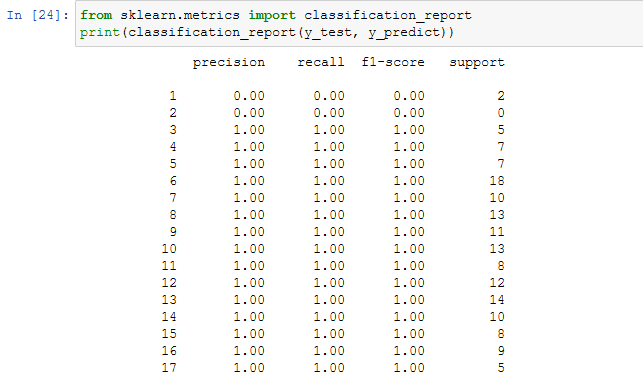 In [24]: from sklearn.metrics import classification_report
print(classification_report(y_test, y_predict))
precision recall f1-score support
1 0.00 0.00 0.00 2
2 0.00 0.00 0.00 0
3 1.00 1.00 1.00 5
4 1.00 1.00 1.00 7
5 1.00 1.00 1.00 7
6 1.00 1.00 1.00 18
7 1.00 1.00 1.00 10
8 1.00 1.00 1.00 13
9 1.00 1.00 1.00 11
10 1.00 1.00 1.00 13
11 1.00 1.00 1.00 8
12 1.00 1.00 1.00 12
13 1.00 1.00 1.00 14
14 1.00 1.00 1.00 10
15 1.00 1.00 1.00 8
16 1.00 1.00 1.00 9
17 1.00 1.00 1.00 5